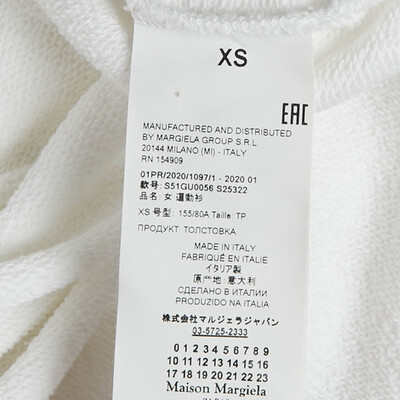 XS
EAC
MANUFACTURED AND DISTRIBUTED
BY MARGIELA GROUP S.R.L.
20144 MILANO (MI) - ITALY
RN 154909
01PR/2020/1097/1 - 2020 01
款号: S51GU0056 S25322
品名: 女 運動衫
XS 号型: 155/80A Taille: TP
ПРОДУКТ: ТОЛСТОВКА
MADE IN ITALY
FABRIQUÉ EN ITALIE
イタリア製
原产地: 意大利
СДЕЛАНО В ИТАЛИИ
PRODUZIDO NA ITALIA
株式会社マルジェラジャパン
03-5725-2333
0 1 2 3 4 5 6 7 8 9
10 11 12 13 14 15 16
17 18 19 20 21 22 23
Maison Margiela